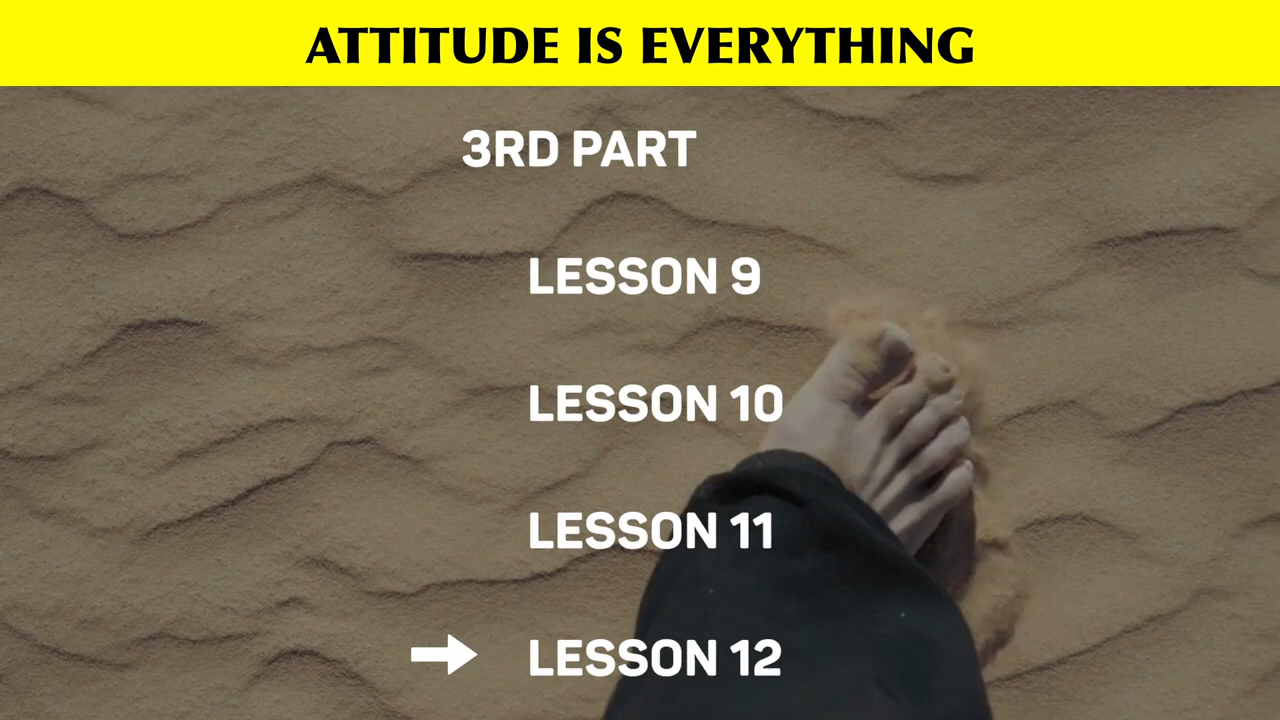 ATTITUDE IS EVERYTHING
3RD PART
LESSON 9
LESSON 10
LESSON 11
LESSON 12